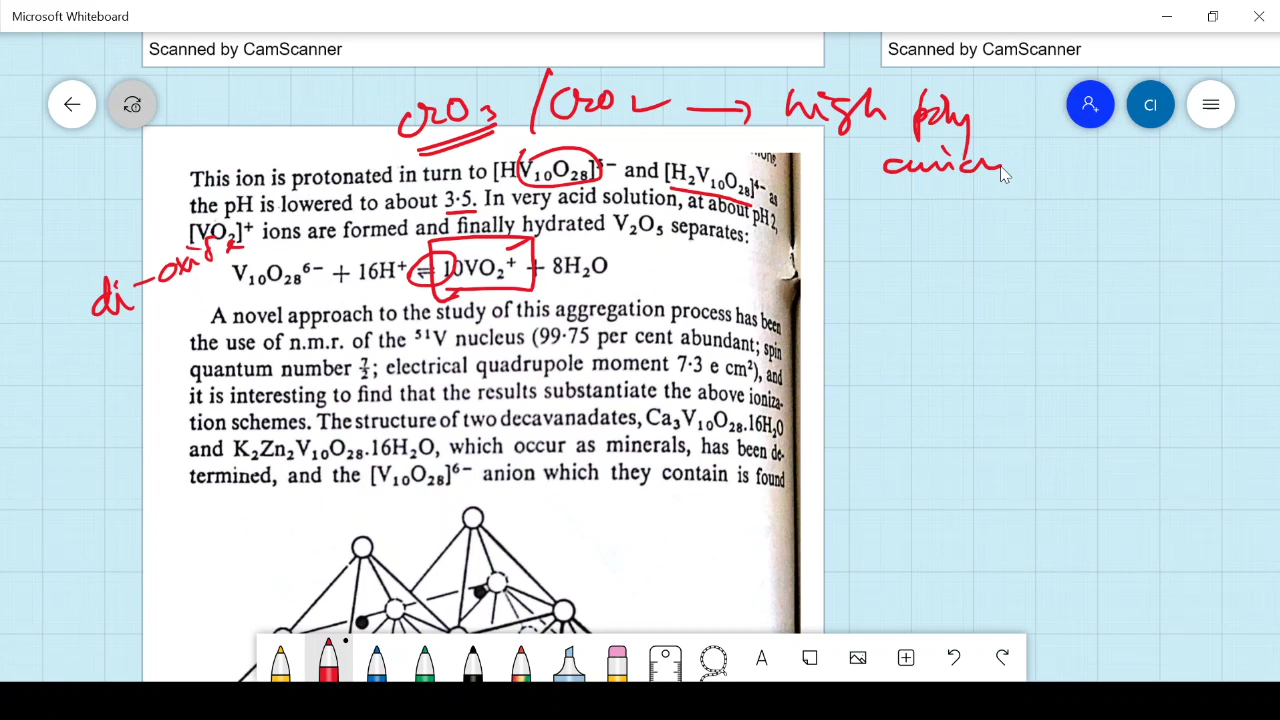 Microsoft Whiteboard
Scanned by CamScanner
Scanned by CamScanner
CrO3 / CrO → high poly
anion
CI
This ion is protonated in turn to [HV₁₀O₂₈]⁵⁻ and [H₂V₁₀O₂₈]⁴⁻ as
the pH is lowered to about 3·5. In very acid solution, at about pH 2,
[VO₂]⁺ ions are formed and finally hydrated V₂O₅ separates:
di-oxide
V₁₀O₂₈⁶⁻ + 16H⁺ ⇌ 10VO₂⁺ + 8H₂O
A novel approach to the study of this aggregation process has been
the use of n.m.r. of the ⁵¹V nucleus (99·75 per cent abundant; spin
quantum number 7/2; electrical quadrupole moment 7·3 e cm²), and
it is interesting to find that the results substantiate the above ioniza-
tion schemes. The structure of two decavanadates, Ca₃V₁₀O₂₈.16H₂O
and K₂Zn₂V₁₀O₂₈.16H₂O, which occur as minerals, has been de-
termined, and the [V₁₀O₂₈]⁶⁻ anion which they contain is found
A